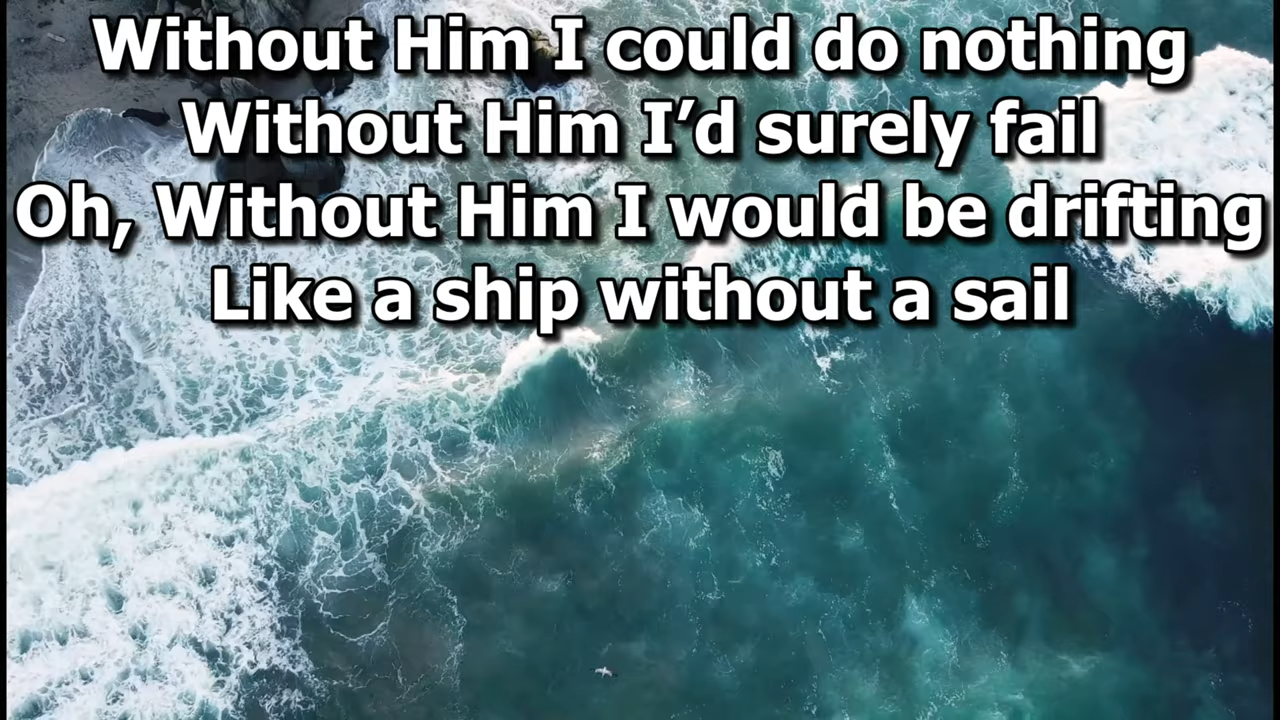 Without Him I could do nothing
Without Him I’d surely fail
Oh, Without Him I would be drifting
Like a ship without a sail